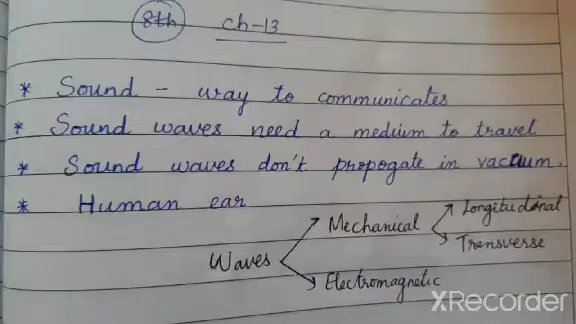 8th ch-13
* Sound - way to communicates
* Sound waves need a medium to travel
* Sound waves don't propogate in vacuum.
* Human ear
Waves
Mechanical
Longitudinal
Transverse
Electromagnetic
XRecorder